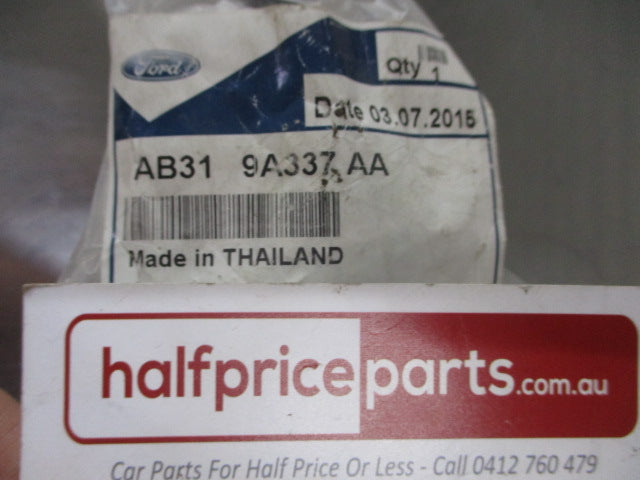 Ford
Qty 1
Date 03.07.2015
AB31 9A337 AA
Made in THAILAND
halfpriceparts.com.au
Car Parts For Half Price Or Less - Call 0412 760 479